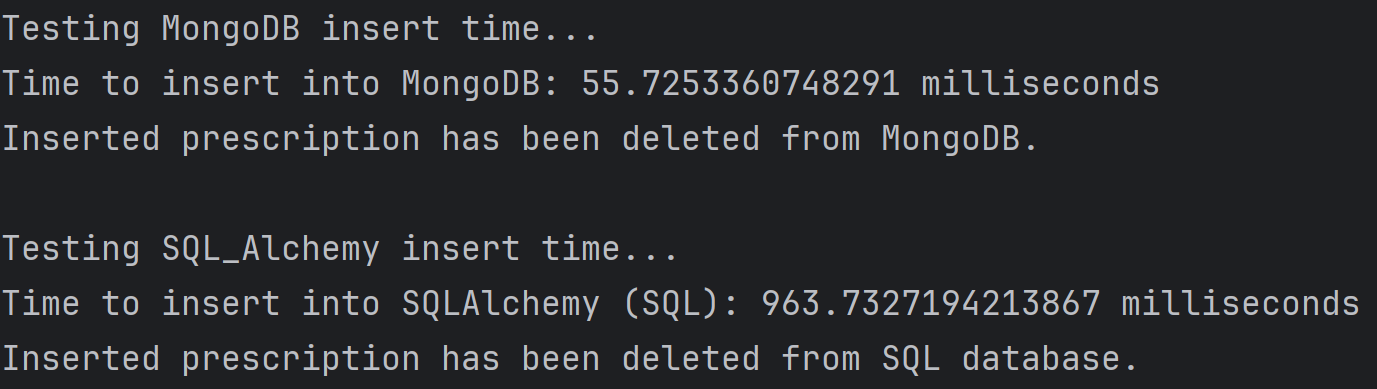 Testing MongoDB insert time...
Time to insert into MongoDB: 55.7253360748291 milliseconds
Inserted prescription has been deleted from MongoDB.
Testing SQL_Alchemy insert time...
Time to insert into SQLAlchemy (SQL): 963.7327194213867 milliseconds
Inserted prescription has been deleted from SQL database.